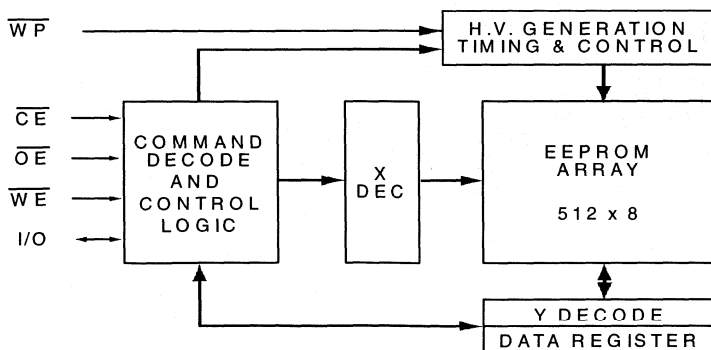 WP
H.V. GENERATION
TIMING & CONTROL
CE
OE
WE
I/O
COMMAND
DECODE
AND
CONTROL
LOGIC
X
DEC
EEPROM
ARRAY
512 x 8
Y DECODE
DATA REGISTER